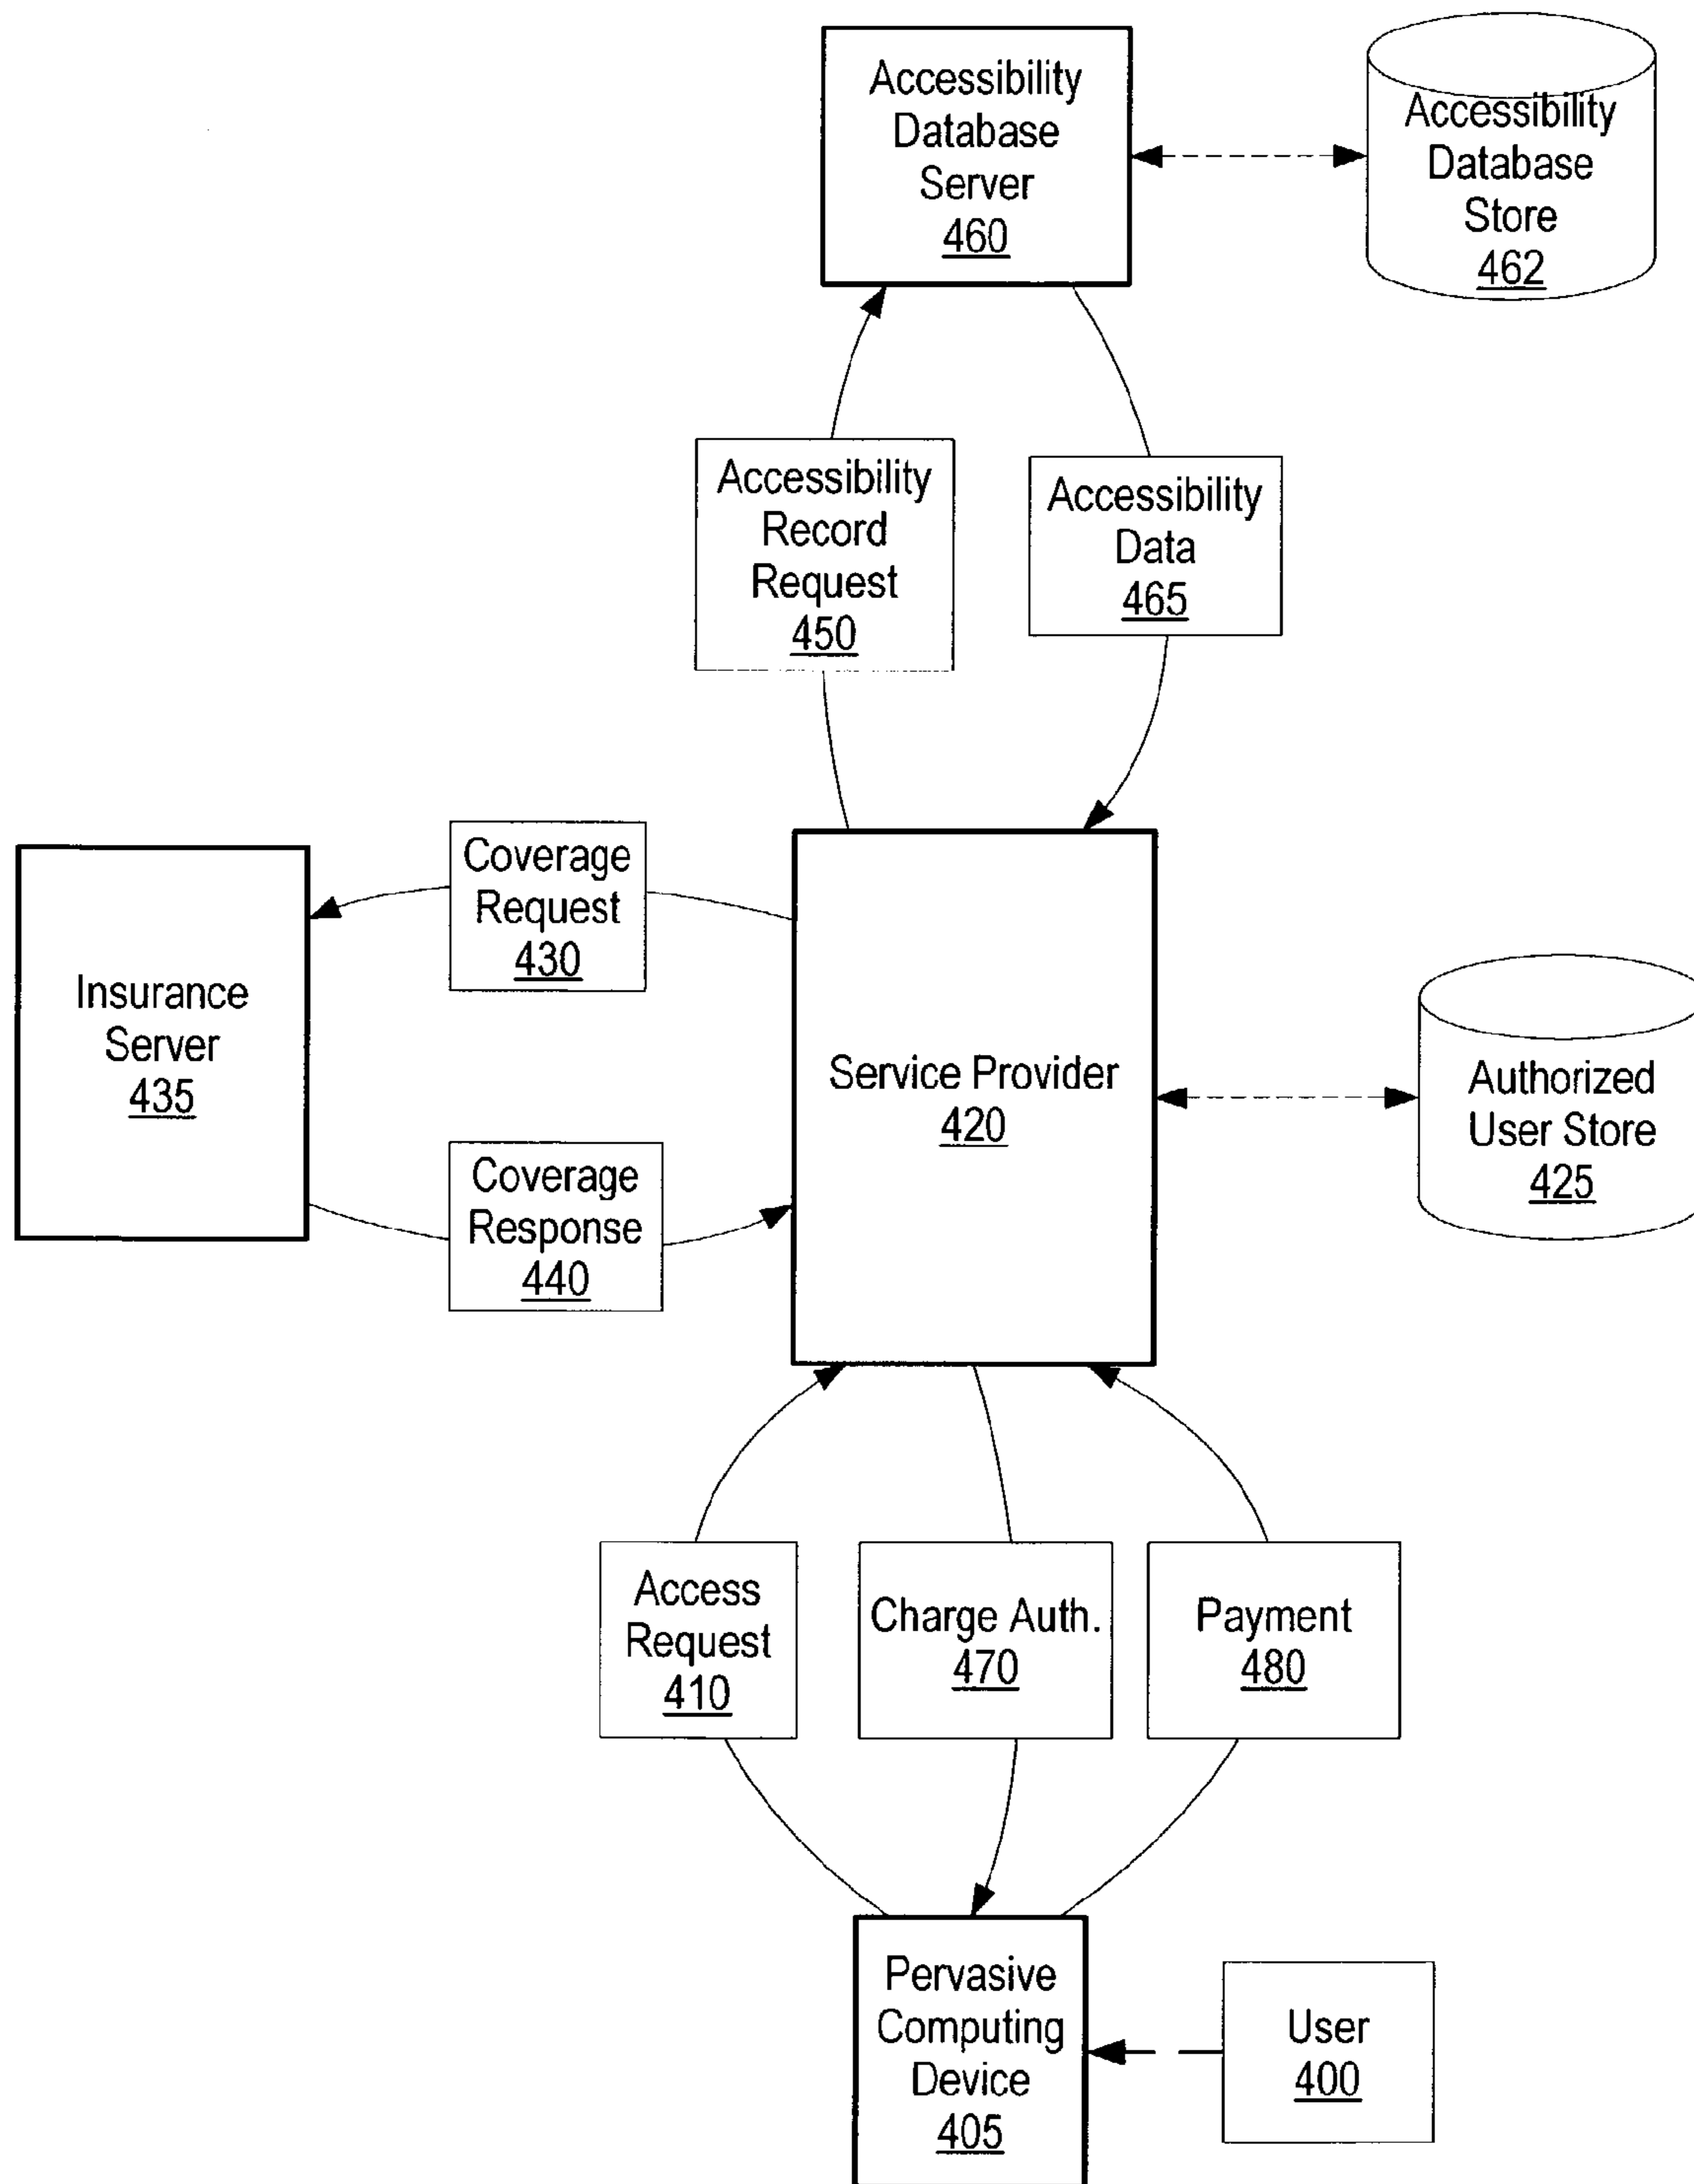 Accessibility
Database
Server
460
Accessibility
Database
Store
462
Accessibility
Record
Request
450
Accessibility
Data
465
Coverage
Request
430
Insurance
Server
435
Service Provider
420
Authorized
User Store
425
Coverage
Response
440
Access
Request
410
Charge Auth.
470
Payment
480
Pervasive
Computing
Device
405
User
400